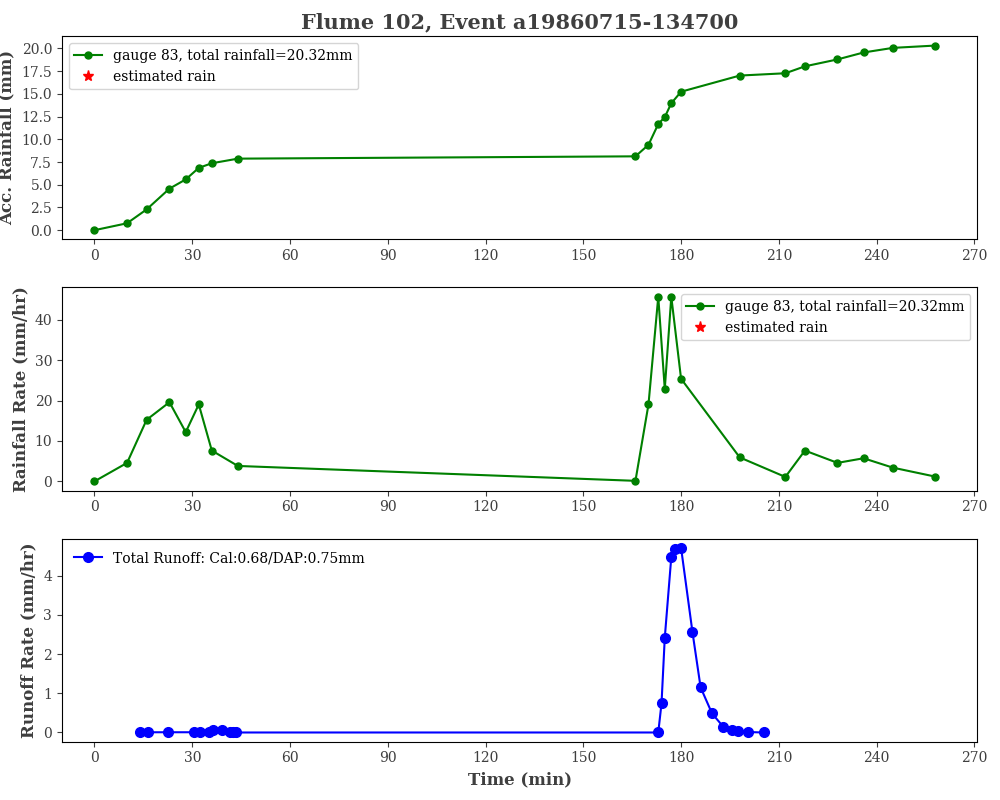 Flume 102, Event a19860715-134700
Acc. Rainfall (mm)
20.0
17.5
15.0
12.5
10.0
7.5
5.0
2.5
0.0
gauge 83, total rainfall=20.32mm
estimated rain
0 30 60 90 120 150 180 210 240 270
Rainfall Rate (mm/hr)
40
30
20
10
0
gauge 83, total rainfall=20.32mm
estimated rain
0 30 60 90 120 150 180 210 240 270
Runoff Rate (mm/hr)
4
3
2
1
0
Total Runoff: Cal:0.68/DAP:0.75mm
0 30 60 90 120 150 180 210 240 270
Time (min)